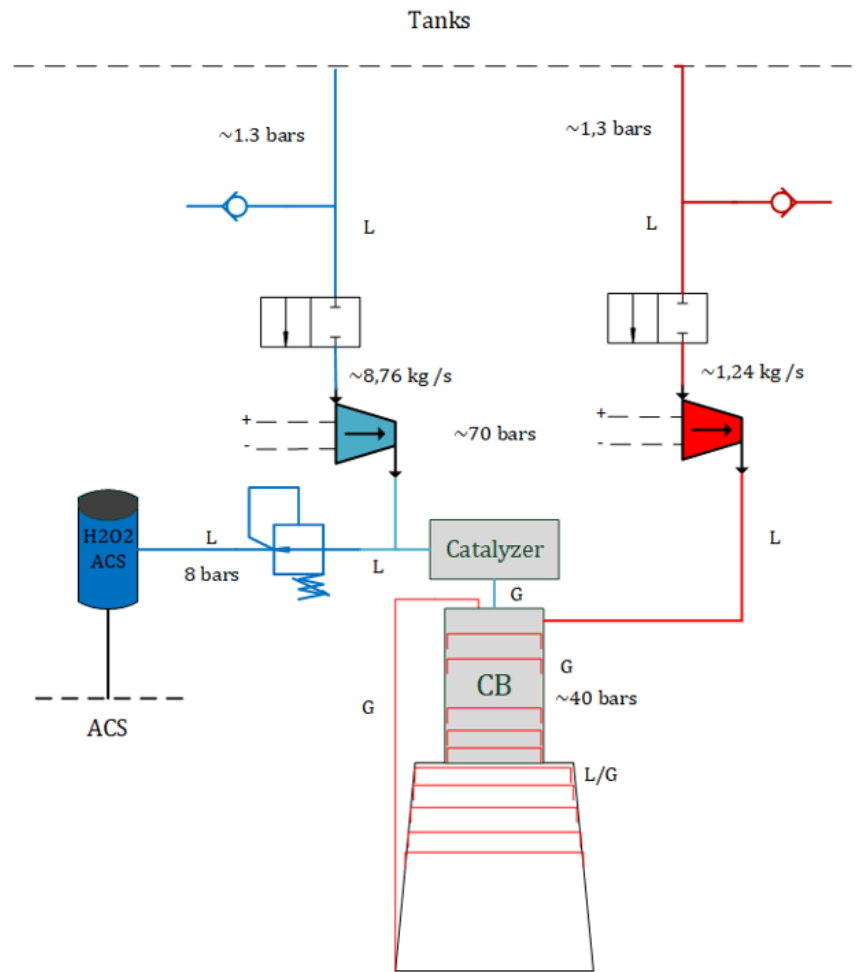 Tanks
~1.3 bars
~1,3 bars
L
L
~8,76 kg /s
~1,24 kg /s
+
-
~70 bars
+
-
H2O2
ACS
L
8 bars
L
Catalyzer
L
G
G
CB
~40 bars
G
L/G
ACS